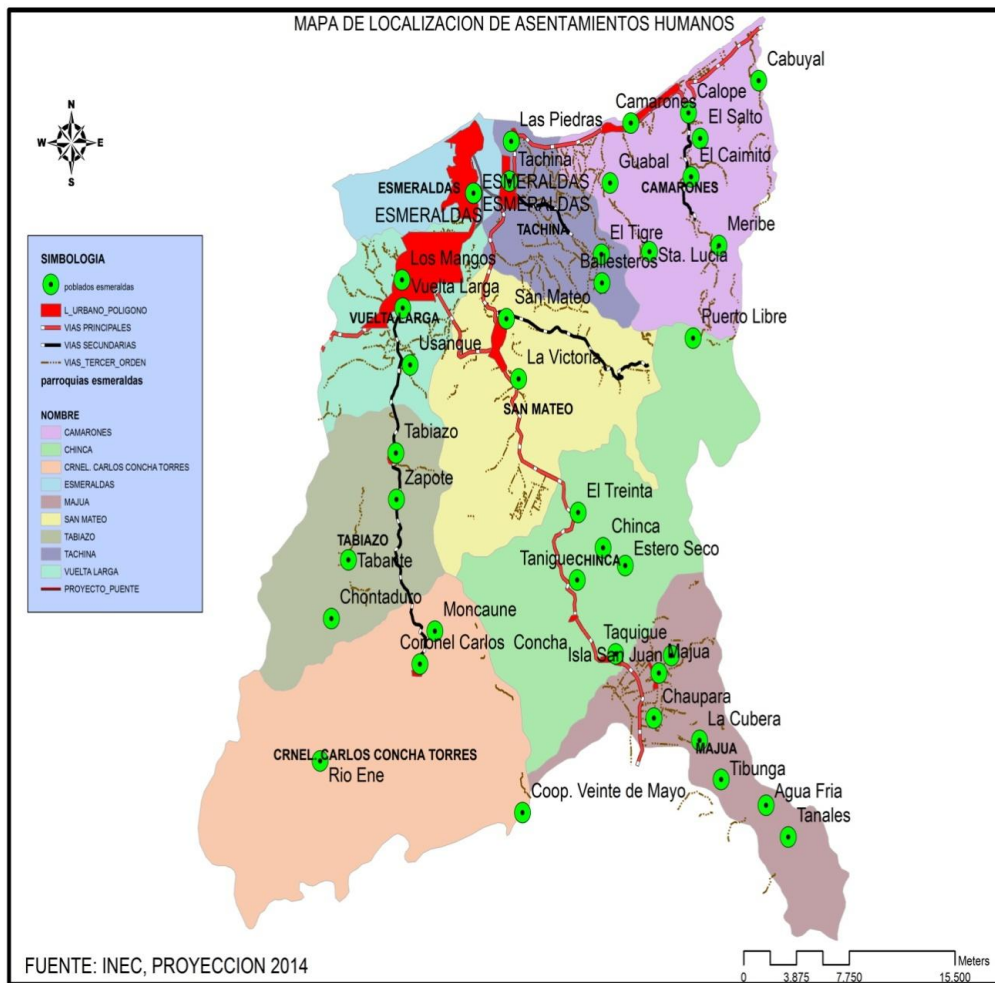 MAPA DE LOCALIZACION DE ASENTAMIENTOS HUMANOS
N
W E
S
Cabuyal
Calope
Camarones
El Salto
Las Piedras
El Caimito
Tachina
Guabal
CAMARONES
ESMERALDAS
ESMERALDAS
ESMERALDAS
ESMERALDAS
TACHINA
El Tigre
Meribe
Sta. Lucia
Ballesteros
Los Mangos
Vuelta Larga
VUELTA LARGA
San Mateo
Puerto Libre
Usanque
La Victoria
SAN MATEO
Tabiazo
Zapote
El Treinta
Chinca
TABIAZO
Tabante
Estero Seco
Tanigue
CHINCA
Chontaduro
Moncaune
Coronel Carlos Concha
Taquigue
Isla San Juan
Majua
Chaupara
La Cubera
MAJUA
CRNEL. CARLOS CONCHA TORRES
Rio Ene
Tibunga
Coop. Veinte de Mayo
Agua Fria
Tanales
SIMBOLOGIA
poblados esmeraldas
L_URBANO_POLIGONO
VIAS PRINCIPALES
VIAS SECUNDARIAS
VIAS_TERCER_ORDEN
parroquias esmeraldas
NOMBRE
CAMARONES
CHINCA
CRNEL. CARLOS CONCHA TORRES
ESMERALDAS
MAJUA
SAN MATEO
TABIAZO
TACHINA
VUELTA LARGA
PROYECTO_PUENTE
FUENTE: INEC, PROYECCION 2014
Meters
0 3.875 7.750 15.500